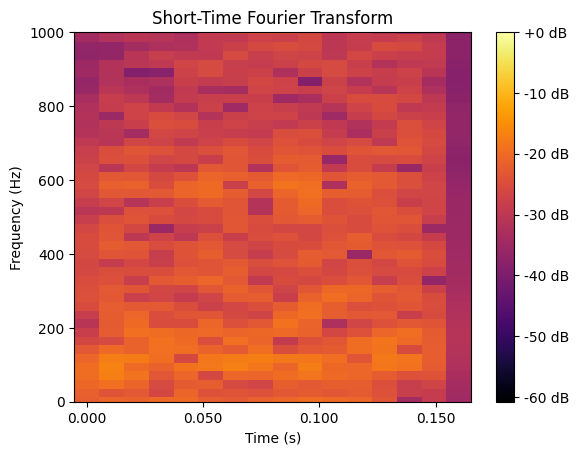 Short-Time Fourier Transform
1000
800
600
400
200
0
Frequency (Hz)
0.000
0.050
0.100
0.150
Time (s)
+0 dB
-10 dB
-20 dB
-30 dB
-40 dB
-50 dB
-60 dB